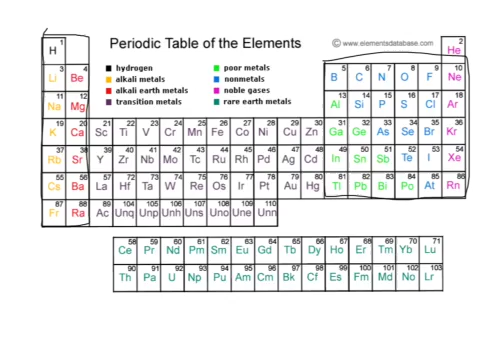 Periodic Table of the Elements
© www.elementsdatabase.com
hydrogen
alkali metals
alkali earth metals
transition metals
poor metals
nonmetals
noble gases
rare earth metals
1 2
H He
3 4 5 6 7 8 9 10
Li Be B C N O F Ne
11 12 13 14 15 16 17 18
Na Mg Al Si P S Cl Ar
19 20 21 22 23 24 25 26 27 28 29 30 31 32 33 34 35 36
K Ca Sc Ti V Cr Mn Fe Co Ni Cu Zn Ga Ge As Se Br Kr
37 38 39 40 41 42 43 44 45 46 47 48 49 50 51 52 53 54
Rb Sr Y Zr Nb Mo Tc Ru Rh Pd Ag Cd In Sn Sb Te I Xe
55 56 57 72 73 74 75 76 77 78 79 80 81 82 83 84 85 86
Cs Ba La Hf Ta W Re Os Ir Pt Au Hg Tl Pb Bi Po At Rn
87 88 89 104 105 106 107 108 109 110
Fr Ra Ac Unq Unp Unh Uns Uno Une Unn
58 59 60 61 62 63 64 65 66 67 68 69 70 71
Ce Pr Nd Pm Sm Eu Gd Tb Dy Ho Er Tm Yb Lu
90 91 92 93 94 95 96 97 98 99 100 101 102 103
Th Pa U Np Pu Am Cm Bk Cf Es Fm Md No Lr